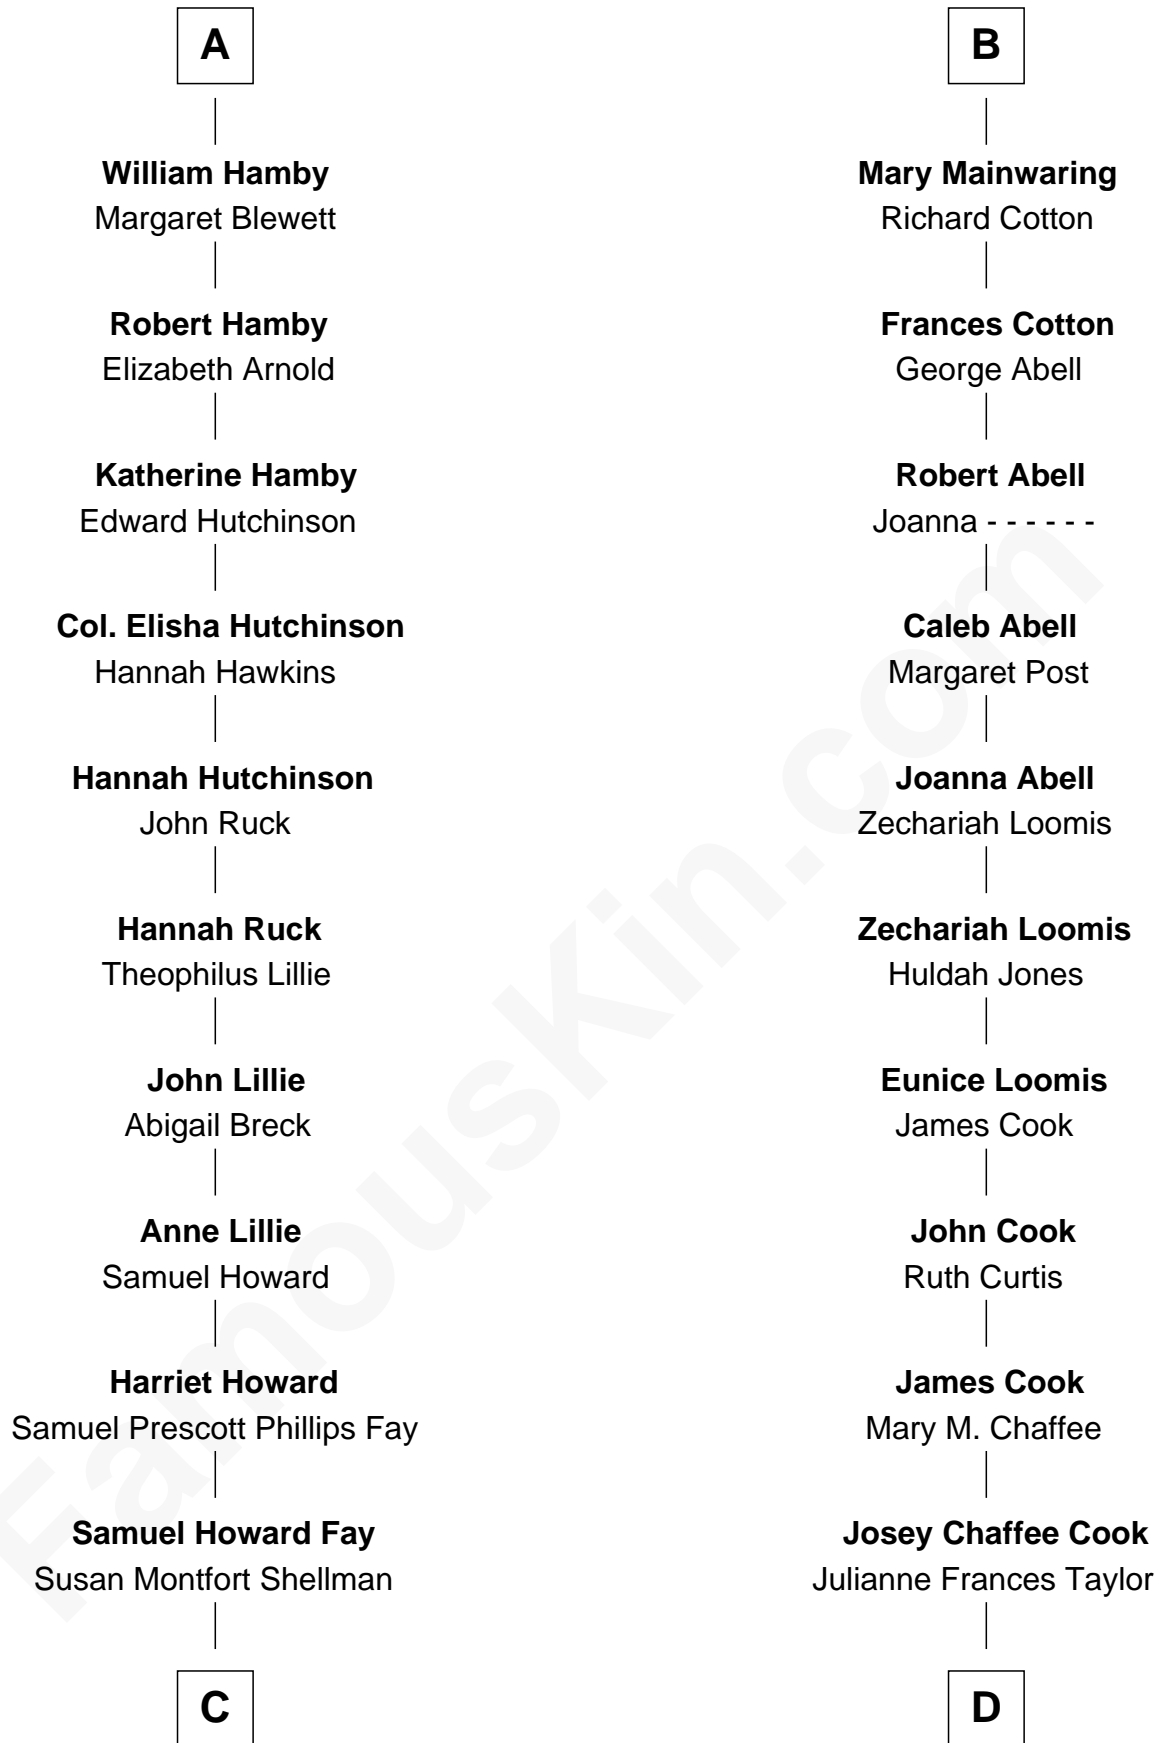 A
William Hamby
Margaret Blewett
Robert Hamby
Elizabeth Arnold
Katherine Hamby
Edward Hutchinson
Col. Elisha Hutchinson
Hannah Hawkins
Hannah Hutchinson
John Ruck
Hannah Ruck
Theophilus Lillie
John Lillie
Abigail Breck
Anne Lillie
Samuel Howard
Harriet Howard
Samuel Prescott Phillips Fay
Samuel Howard Fay
Susan Montfort Shellman
C
B
Mary Mainwaring
Richard Cotton
Frances Cotton
George Abell
Robert Abell
Joanna - - - - - -
Caleb Abell
Margaret Post
Joanna Abell
Zechariah Loomis
Zechariah Loomis
Huldah Jones
Eunice Loomis
James Cook
John Cook
Ruth Curtis
James Cook
Mary M. Chaffee
Josey Chaffee Cook
Julianne Frances Taylor
D
FamousKin.com